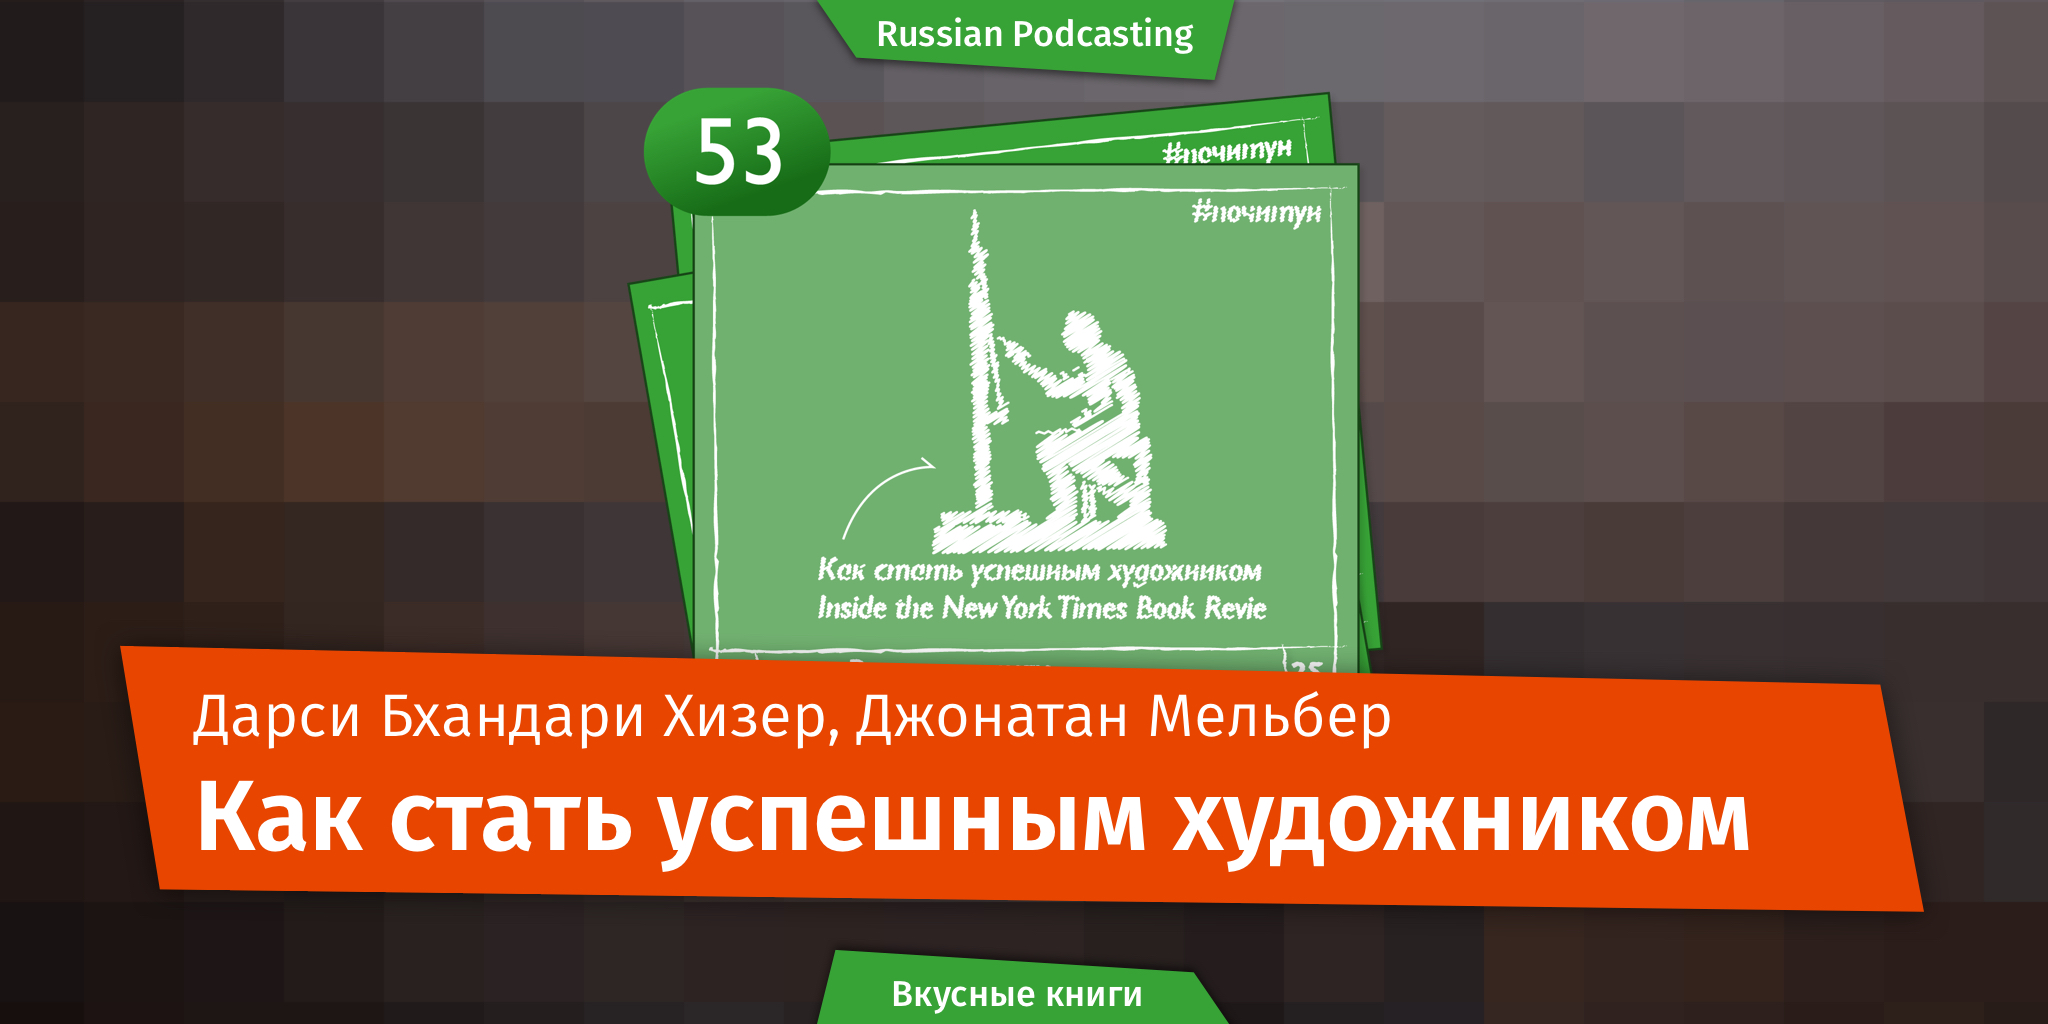 Russian Podcasting
53
#почитун
#почитун
Как стать успешным художником
Inside the New York Times Book Revie
Дарси Бхандари Хизер, Джонатан Мельбер
Как стать успешным художником
Вкусные книги